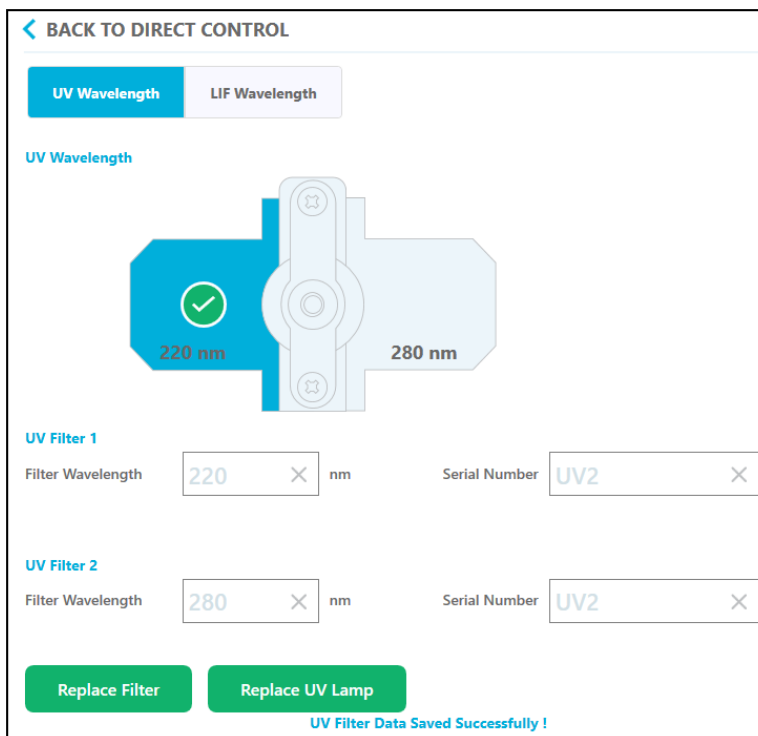 BACK TO DIRECT CONTROL
UV Wavelength LIF Wavelength
UV Wavelength
220 nm 280 nm
UV Filter 1
Filter Wavelength 220 nm Serial Number UV2
UV Filter 2
Filter Wavelength 280 nm Serial Number UV2
Replace Filter Replace UV Lamp
UV Filter Data Saved Successfully !